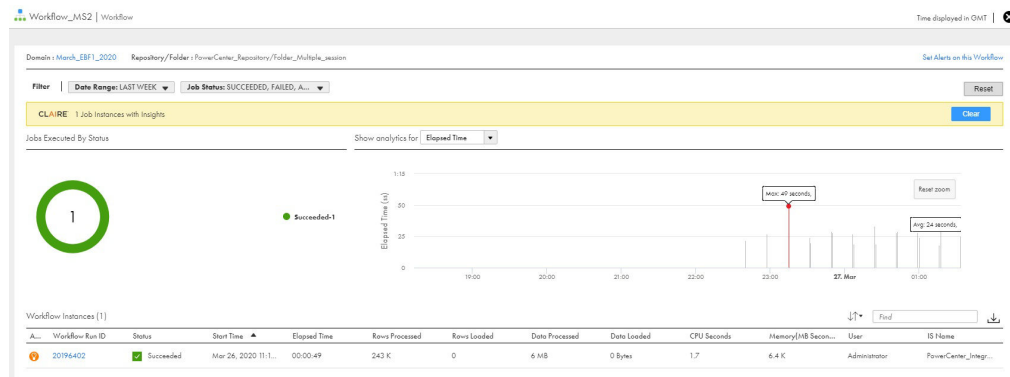 Workflow_MS2 | Workflow
Time displayed in GMT
Domain : March_EBF1_2020 Repository/Folder : PowerCenter_Repository/Folder_Multiple_session
Set Alerts on this Workflow
Filter | Date Range: LAST WEEK Job Status: SUCCEEDED, FAILED, A...
Reset
CLAIRE 1 Job Instances with Insights
Clear
Jobs Executed By Status
Show analytics for Elapsed Time
1
Succeeded-1
Elapsed Time (ss)
1:15
50
25
0
Max: 49 seconds,
Reset zoom
Avg: 24 seconds,
19:00 20:00 21:00 22:00 23:00 27. Mar 01:00
Workflow Instances (1)
Find
A... Workflow Run ID Status Start Time Elapsed Time Rows Processed Rows Loaded Data Processed Data Loaded CPU Seconds Memory(MB Secon... User IS Name
20196402 Succeeded Mar 26, 2020 11:1... 00:00:49 243 K 0 6 MB 0 Bytes 1.7 6.4 K Administrator PowerCenter_Integr...